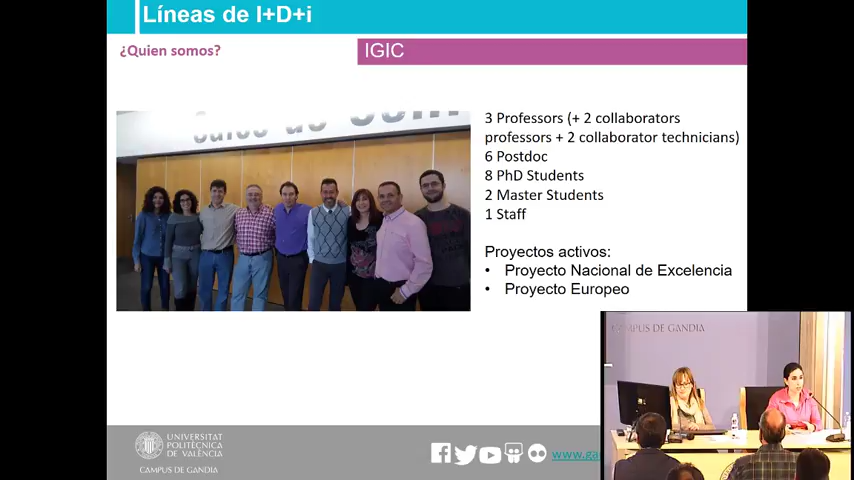 Líneas de I+D+i
¿Quien somos?
IGIC
3 Professors (+ 2 collaborators
professors + 2 collaborator technicians)
6 Postdoc
8 PhD Students
2 Master Students
1 Staff
Proyectos activos:
• Proyecto Nacional de Excelencia
• Proyecto Europeo
CAMPUS DE GANDIA
UNIVERSITAT
POLITÈCNICA
DE VALÈNCIA
CAMPUS DE GANDIA